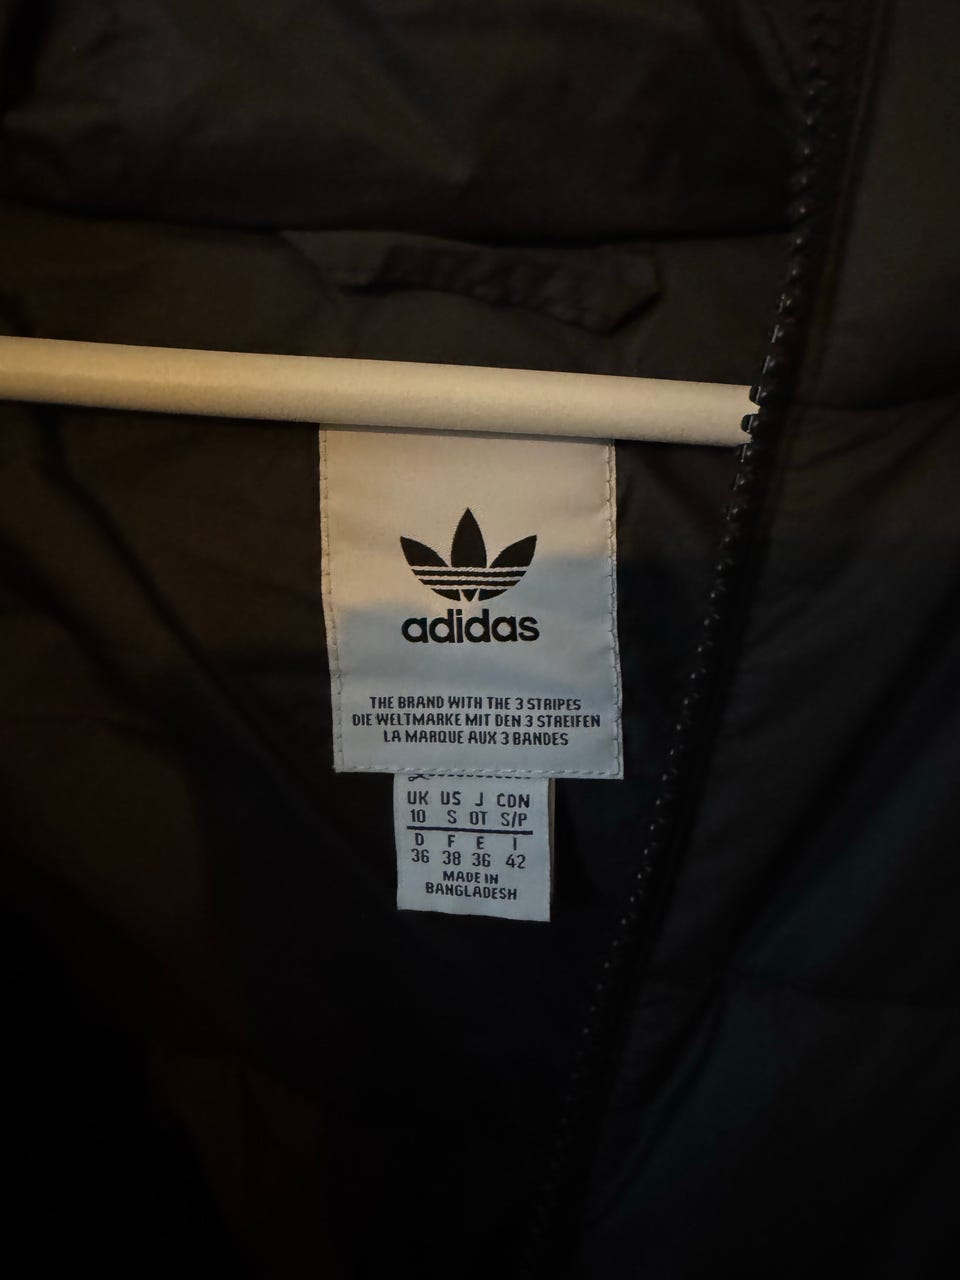 adidas
THE BRAND WITH THE 3 STRIPES
DIE WELTMARKE MIT DEN 3 STREIFEN
LA MARQUE AUX 3 BANDES
UK US J CDN
10 S OT S/P
D F E I
36 38 36 42
MADE IN
BANGLADESH